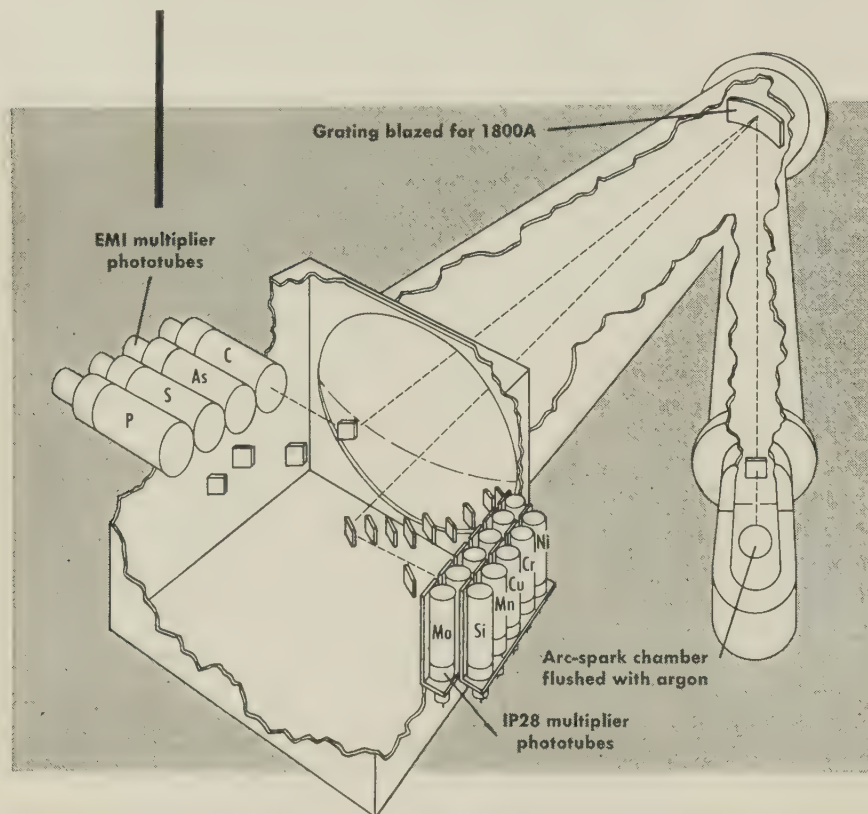 Grating blazed for 1800A
EMI multiplier
phototubes
C
As
S
P
Ni
Cr
Cu
Mn
Mo
Si
Arc-spark chamber
flushed with argon
IP28 multiplier
phototubes